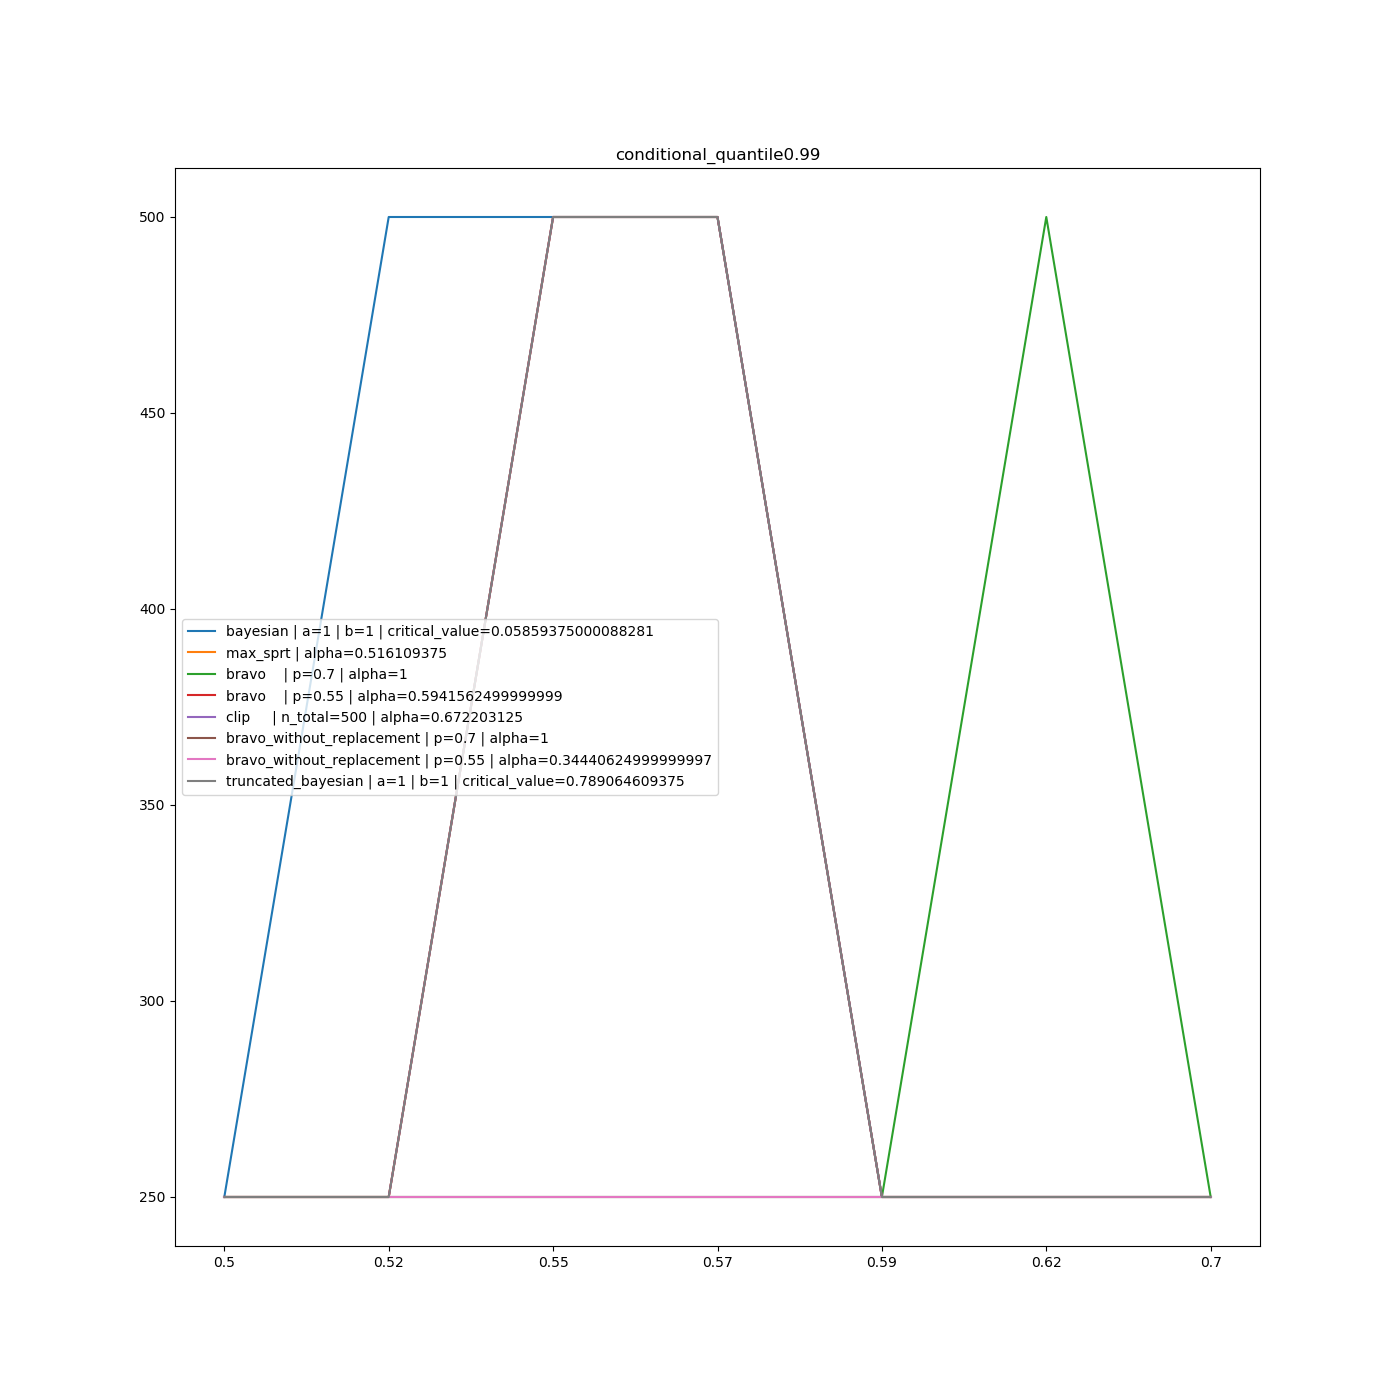 conditional_quantile0.99
500
450
400
350
300
250
bayesian | a=1 | b=1 | critical_value=0.05859375000088281
max_sprt | alpha=0.516109375
bravo | p=0.7 | alpha=1
bravo | p=0.55 | alpha=0.5941562499999999
clip | n_total=500 | alpha=0.672203125
bravo_without_replacement | p=0.7 | alpha=1
bravo_without_replacement | p=0.55 | alpha=0.34440624999999997
truncated_bayesian | a=1 | b=1 | critical_value=0.789064609375
0.5 0.52 0.55 0.57 0.59 0.62 0.7